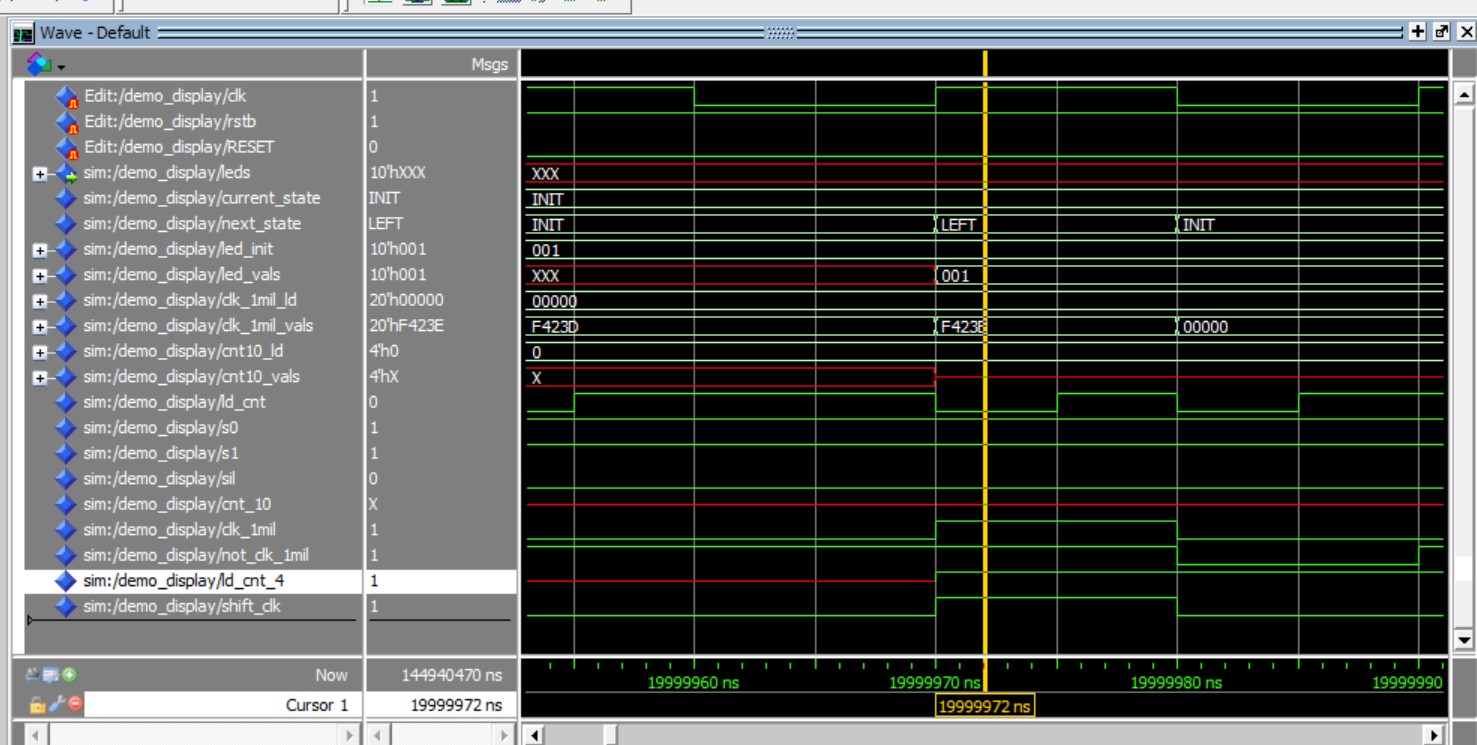 Wave - Default
Msgs
Edit:/demo_display/clk 1
Edit:/demo_display/rstb 1
Edit:/demo_display/RESET 0
sim:/demo_display/leds 10'hXXX XXX
sim:/demo_display/current_state INIT INIT
sim:/demo_display/next_state LEFT INIT LEFT INIT
sim:/demo_display/led_init 10'h001 001
sim:/demo_display/led_vals 10'h001 XXX 001
sim:/demo_display/clk_1mil_ld 20'h00000 00000
sim:/demo_display/clk_1mil_vals 20'hF423E F423D F423E 00000
sim:/demo_display/cnt10_ld 4'h0 0
sim:/demo_display/cnt10_vals 4'hX X
sim:/demo_display/ld_cnt 0
sim:/demo_display/s0 1
sim:/demo_display/s1 1
sim:/demo_display/sil 0
sim:/demo_display/cnt_10 X
sim:/demo_display/clk_1mil 1
sim:/demo_display/not_clk_1mil 1
sim:/demo_display/ld_cnt_4 1
sim:/demo_display/shift_clk 1
Now 144940470 ns 19999960 ns 19999970 ns 19999980 ns 19999990
Cursor 1 19999972 ns 19999972 ns